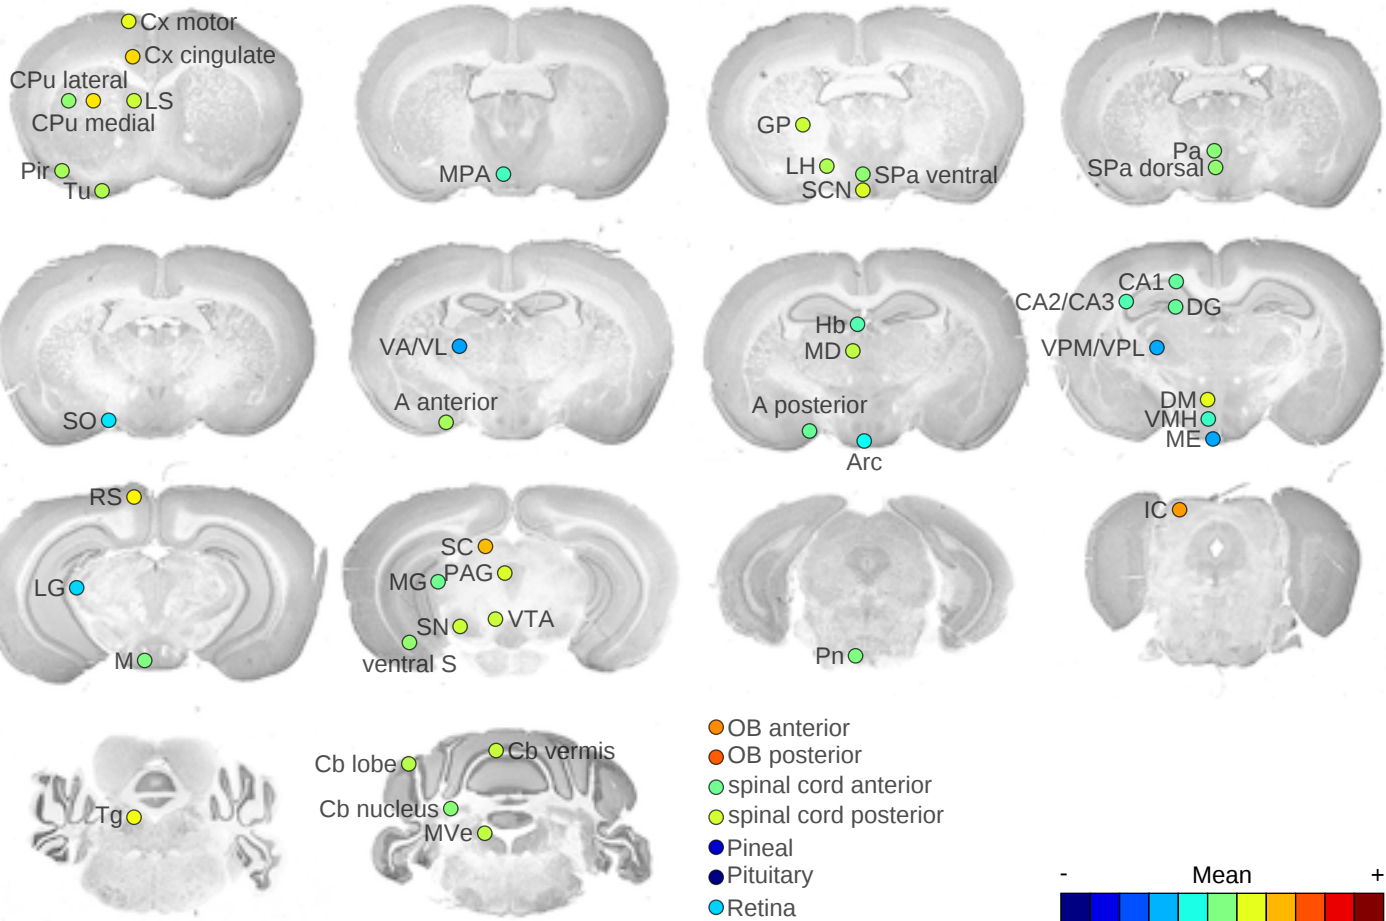 Cx motor
Cx cingulate
CPu lateral
LS
CPu medial
Pir
Tu
MPA
GP
LH
SPa ventral
SCN
Pa
SPa dorsal
SO
VA/VL
A anterior
Hb
MD
A posterior
Arc
CA1
CA2/CA3
DG
VPM/VPL
DM
VMH
ME
RS
LG
M
SC
MG
PAG
SN
VTA
ventral S
Pn
IC
Tg
Cb lobe
Cb vermis
Cb nucleus
MVe
OB anterior
OB posterior
spinal cord anterior
spinal cord posterior
Pineal
Pituitary
Retina
- Mean +